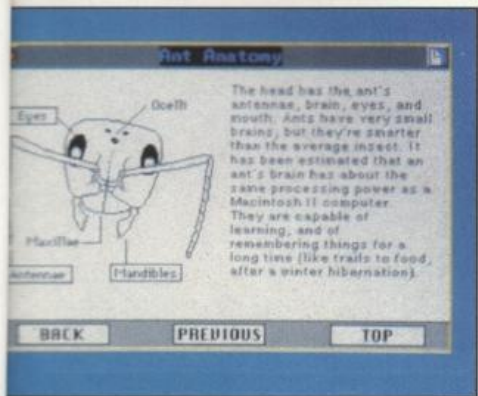 Ant Anatomy
Eyes
Ocelli
Maxillae
Antennae
Mandibles
The head has the ant's
antennae, brain, eyes, and
mouth. Ants have very small
brains, but they're smarter
than the average insect. It
has been estimated that an
ant's brain has about the
same processing power as a
Macintosh II computer.
They are capable of
learning, and of
remembering things for a
long time (like trails to food,
after a winter hibernation).
BACK
PREVIOUS
TOP